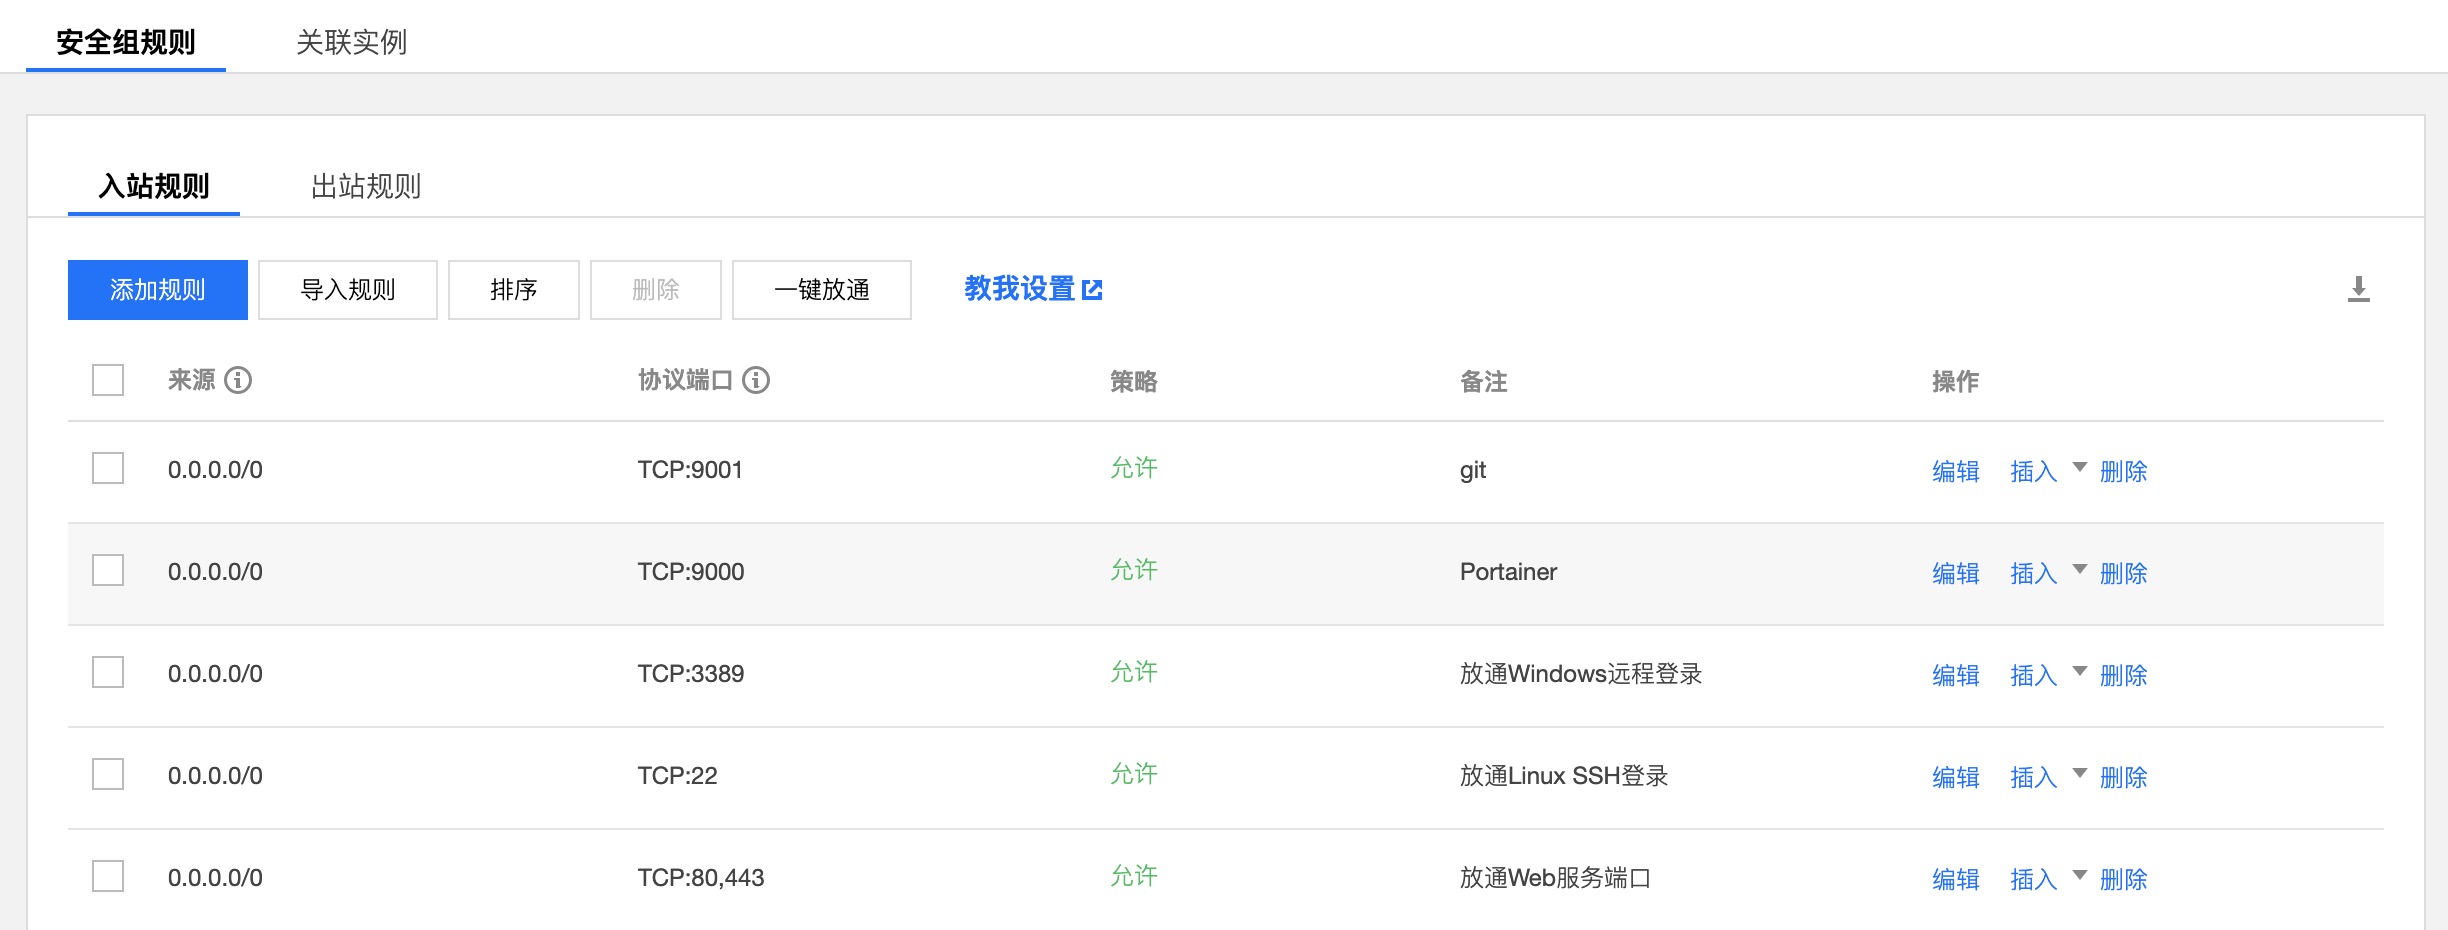 安全组规则 关联实例
入站规则 出站规则
添加规则 导入规则 排序 删除 一键放通 教我设置
来源 协议端口 策略 备注 操作
0.0.0.0/0 TCP:9001 允许 git 编辑 插入 删除
0.0.0.0/0 TCP:9000 允许 Portainer 编辑 插入 删除
0.0.0.0/0 TCP:3389 允许 放通Windows远程登录 编辑 插入 删除
0.0.0.0/0 TCP:22 允许 放通Linux SSH登录 编辑 插入 删除
0.0.0.0/0 TCP:80,443 允许 放通Web服务端口 编辑 插入 删除